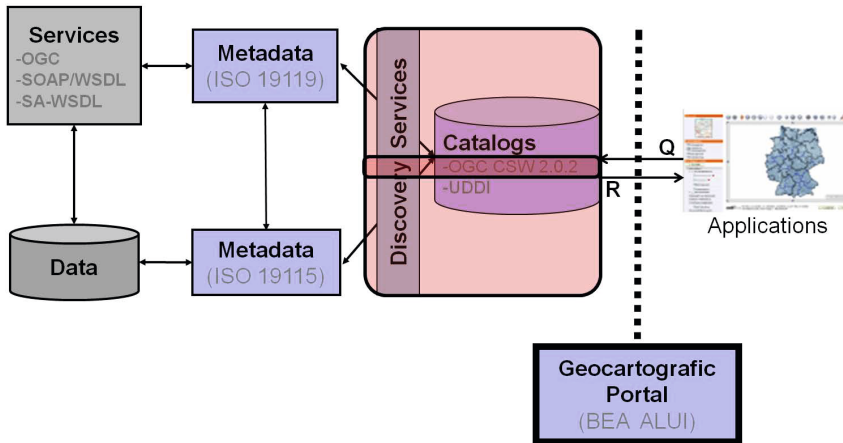 Services
-OGC
-SOAP/WSDL
-SA-WSDL
Metadata
(ISO 19119)
Discovery Services
Catalogs
-OGC CSW 2.0.2
-UDDI
Q
R
Applications
Data
Metadata
(ISO 19115)
Geocartografic
Portal
(BEA ALUI)